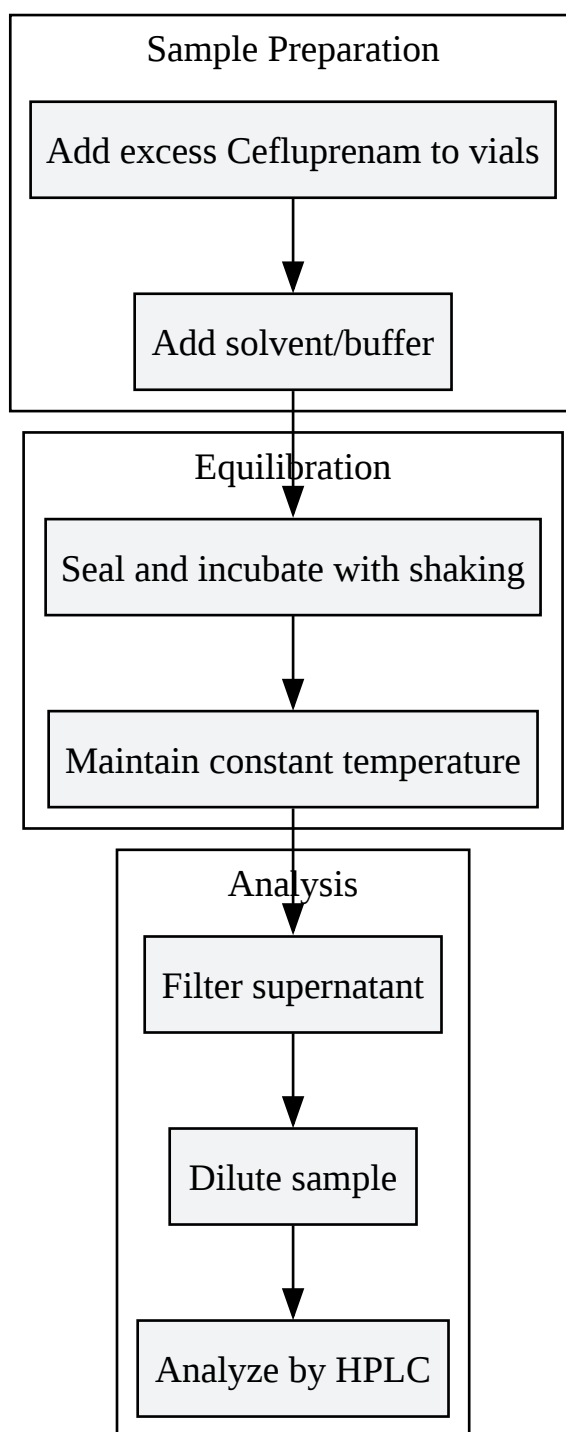 Sample Preparation
Add excess Cefluprenam to vials
Add solvent/buffer
Equilibration
Seal and incubate with shaking
Maintain constant temperature
Analysis
Filter supernatant
Dilute sample
Analyze by HPLC